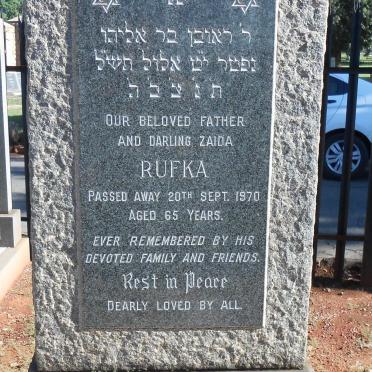 ר ראובן בר אליהו
נפטר יט אלול תש"ל
ת נ צ ב ה
OUR BELOVED FATHER
AND DARLING ZAIDA
RUFKA
PASSED AWAY 20TH SEPT. 1970
AGED 65 YEARS.
EVER REMEMBERED BY HIS
DEVOTED FAMILY AND FRIENDS.
Rest in Peace
DEARLY LOVED BY ALL